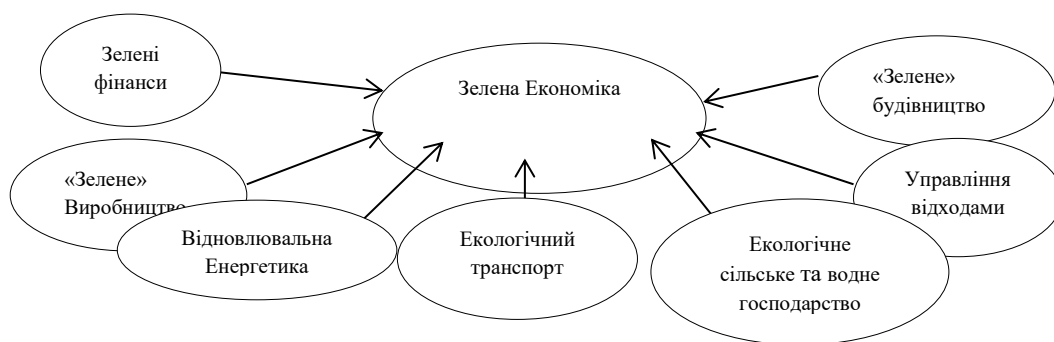 Зелені
фінанси
Зелена Економіка
«Зелене»
будівництво
«Зелене»
Виробництво
Управління
відходами
Відновлювальна
Енергетика
Екологічний
транспорт
Екологічне
сільське та водне
господарство